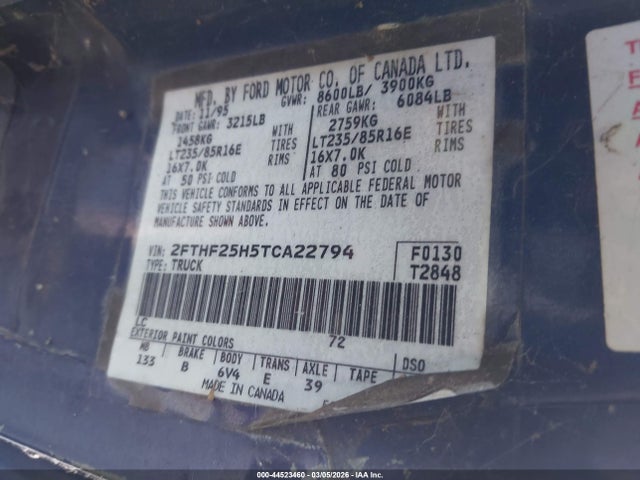 MFD. BY FORD MOTOR CO. OF CANADA LTD.
DATE: 11/95 GVWR: 8600LB/ 3900KG
FRONT GAWR: 3215LB REAR GAWR: 6084LB
1458KG WITH 2759KG WITH
LT235/85R16E TIRES LT235/85R16E TIRES
16X7.0K RIMS 16X7.0K RIMS
AT 50 PSI COLD AT 80 PSI COLD
THIS VEHICLE CONFORMS TO ALL APPLICABLE FEDERAL MOTOR
VEHICLE SAFETY STANDARDS IN EFFECT ON THE DATE OF
MANUFACTURE SHOWN ABOVE.
VIN: 2FTHF25H5TCA22794 F0130
TYPE: TRUCK T2848
LC 72
EXTERIOR PAINT COLORS DSO
WB BRAKE BODY TRANS AXLE TAPE
133 B 6V4 E 39
MADE IN CANADA
000-44523460 - 03/05/2026 - IAAI.COM